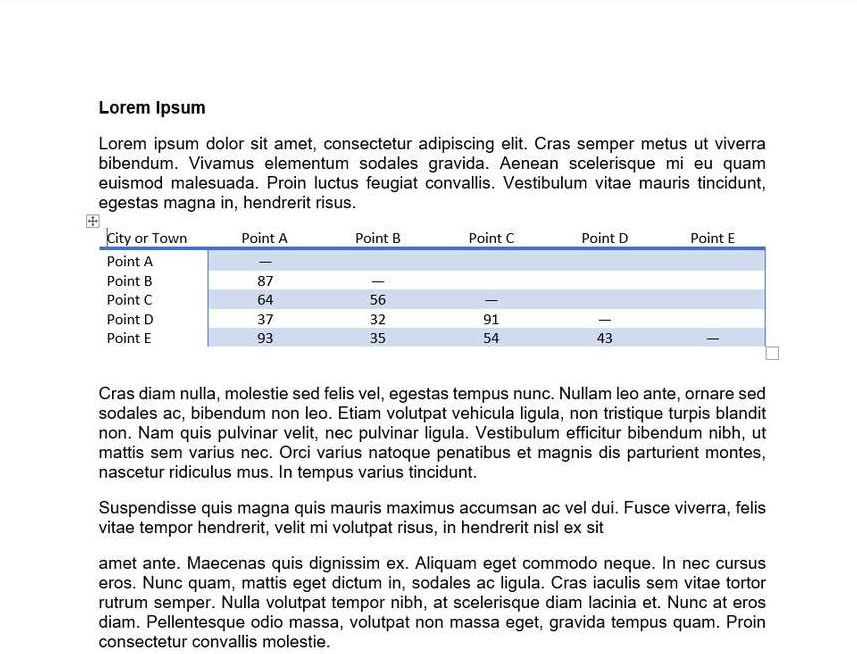 Lorem Ipsum
Lorem ipsum dolor sit amet, consectetur adipiscing elit. Cras semper metus ut viverra
bibendum. Vivamus elementum sodales gravida. Aenean scelerisque mi eu quam
euismod malesuada. Proin luctus feugiat convallis. Vestibulum vitae mauris tincidunt,
egestas magna in, hendrerit risus.
City or Town Point A Point B Point C Point D Point E
Point A —
Point B 87 —
Point C 64 56 —
Point D 37 32 91 —
Point E 93 35 54 43 —
Cras diam nulla, molestie sed felis vel, egestas tempus nunc. Nullam leo ante, ornare sed
sodales ac, bibendum non leo. Etiam volutpat vehicula ligula, non tristique turpis blandit
non. Nam quis pulvinar velit, nec pulvinar ligula. Vestibulum efficitur bibendum nibh, ut
mattis sem varius nec. Orci varius natoque penatibus et magnis dis parturient montes,
nascetur ridiculus mus. In tempus varius tincidunt.
Suspendisse quis magna quis mauris maximus accumsan ac vel dui. Fusce viverra, felis
vitae tempor hendrerit, velit mi volutpat risus, in hendrerit nisl ex sit
amet ante. Maecenas quis dignissim ex. Aliquam eget commodo neque. In nec cursus
eros. Nunc quam, mattis eget dictum in, sodales ac ligula. Cras iaculis sem vitae tortor
rutrum semper. Nulla volutpat tempor nibh, at scelerisque diam lacinia et. Nunc at eros
diam. Pellentesque odio massa, volutpat non massa eget, gravida tempus quam. Proin
consectetur convallis molestie.